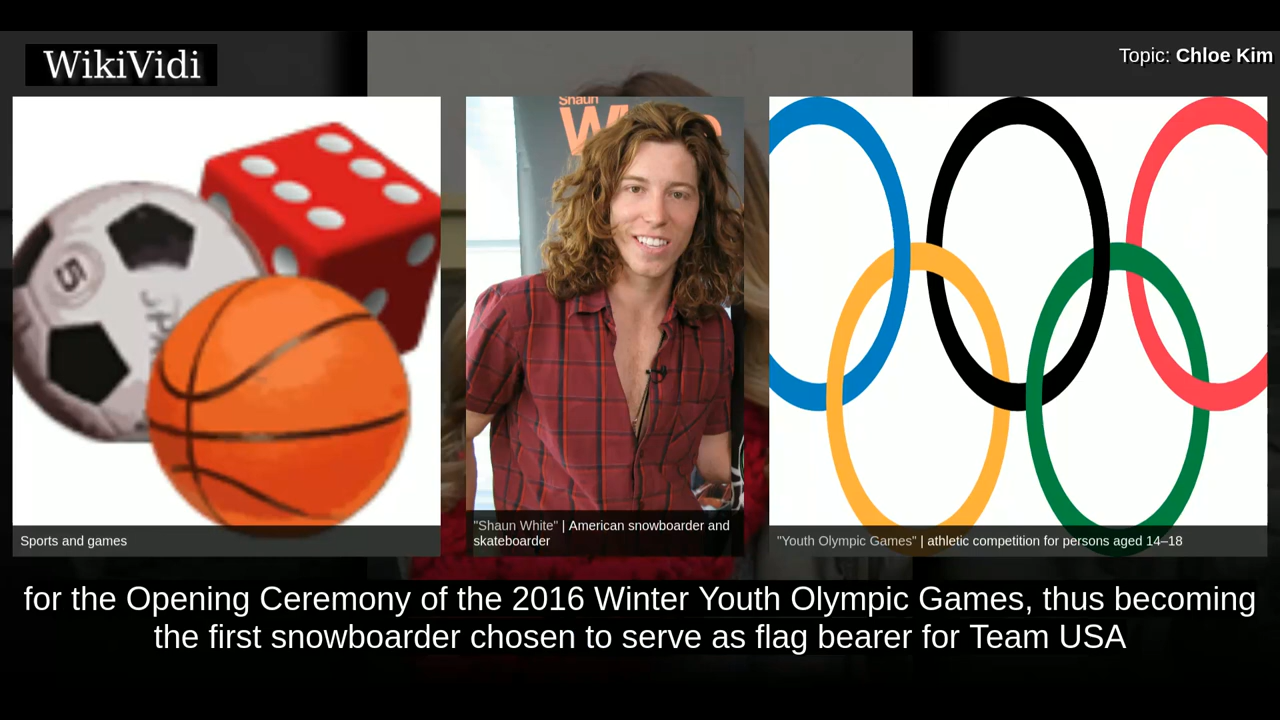 WikiVidi
Topic: Chloe Kim
Shaun
W
5
Sports and games
"Shaun White" | American snowboarder and
skateboarder
"Youth Olympic Games" | athletic competition for persons aged 14–18
for the Opening Ceremony of the 2016 Winter Youth Olympic Games, thus becoming
the first snowboarder chosen to serve as flag bearer for Team USA